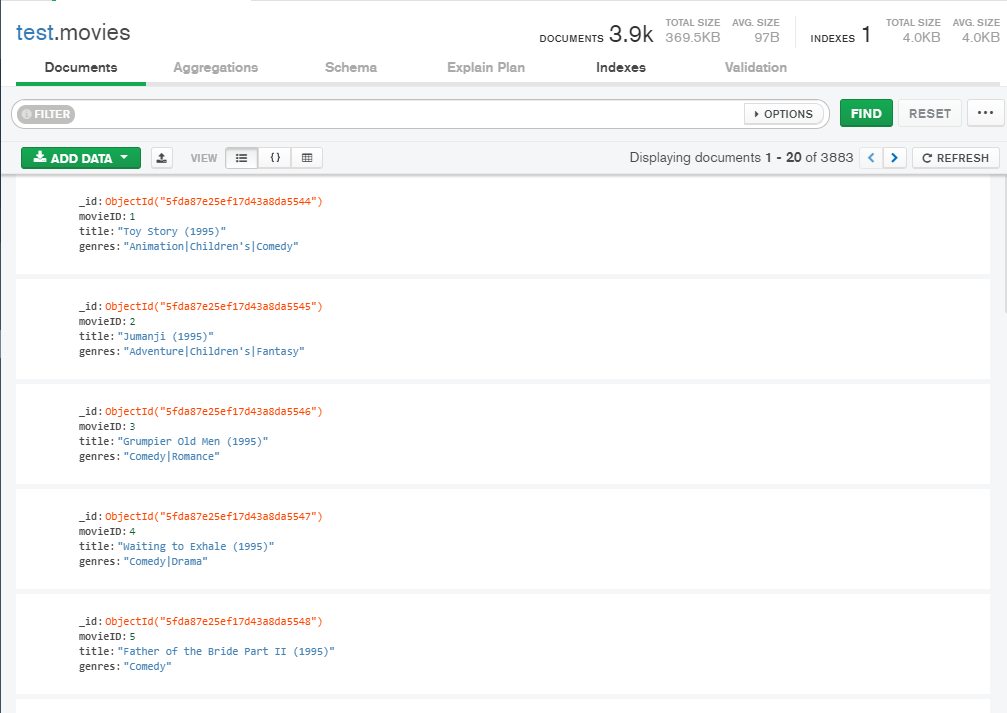 test.movies
DOCUMENTS 3.9k TOTAL SIZE 369.5KB AVG. SIZE 97B INDEXES 1 TOTAL SIZE 4.0KB AVG. SIZE 4.0KB
Documents Aggregations Schema Explain Plan Indexes Validation
FILTER OPTIONS FIND RESET ...
ADD DATA VIEW {} Displaying documents 1 - 20 of 3883 < > REFRESH
_id: ObjectId("5fda87e25ef17d43a8da5544")
movieID: 1
title: "Toy Story (1995)"
genres: "Animation|Children's|Comedy"
_id: ObjectId("5fda87e25ef17d43a8da5545")
movieID: 2
title: "Jumanji (1995)"
genres: "Adventure|Children's|Fantasy"
_id: ObjectId("5fda87e25ef17d43a8da5546")
movieID: 3
title: "Grumpier Old Men (1995)"
genres: "Comedy|Romance"
_id: ObjectId("5fda87e25ef17d43a8da5547")
movieID: 4
title: "Waiting to Exhale (1995)"
genres: "Comedy|Drama"
_id: ObjectId("5fda87e25ef17d43a8da5548")
movieID: 5
title: "Father of the Bride Part II (1995)"
genres: "Comedy"